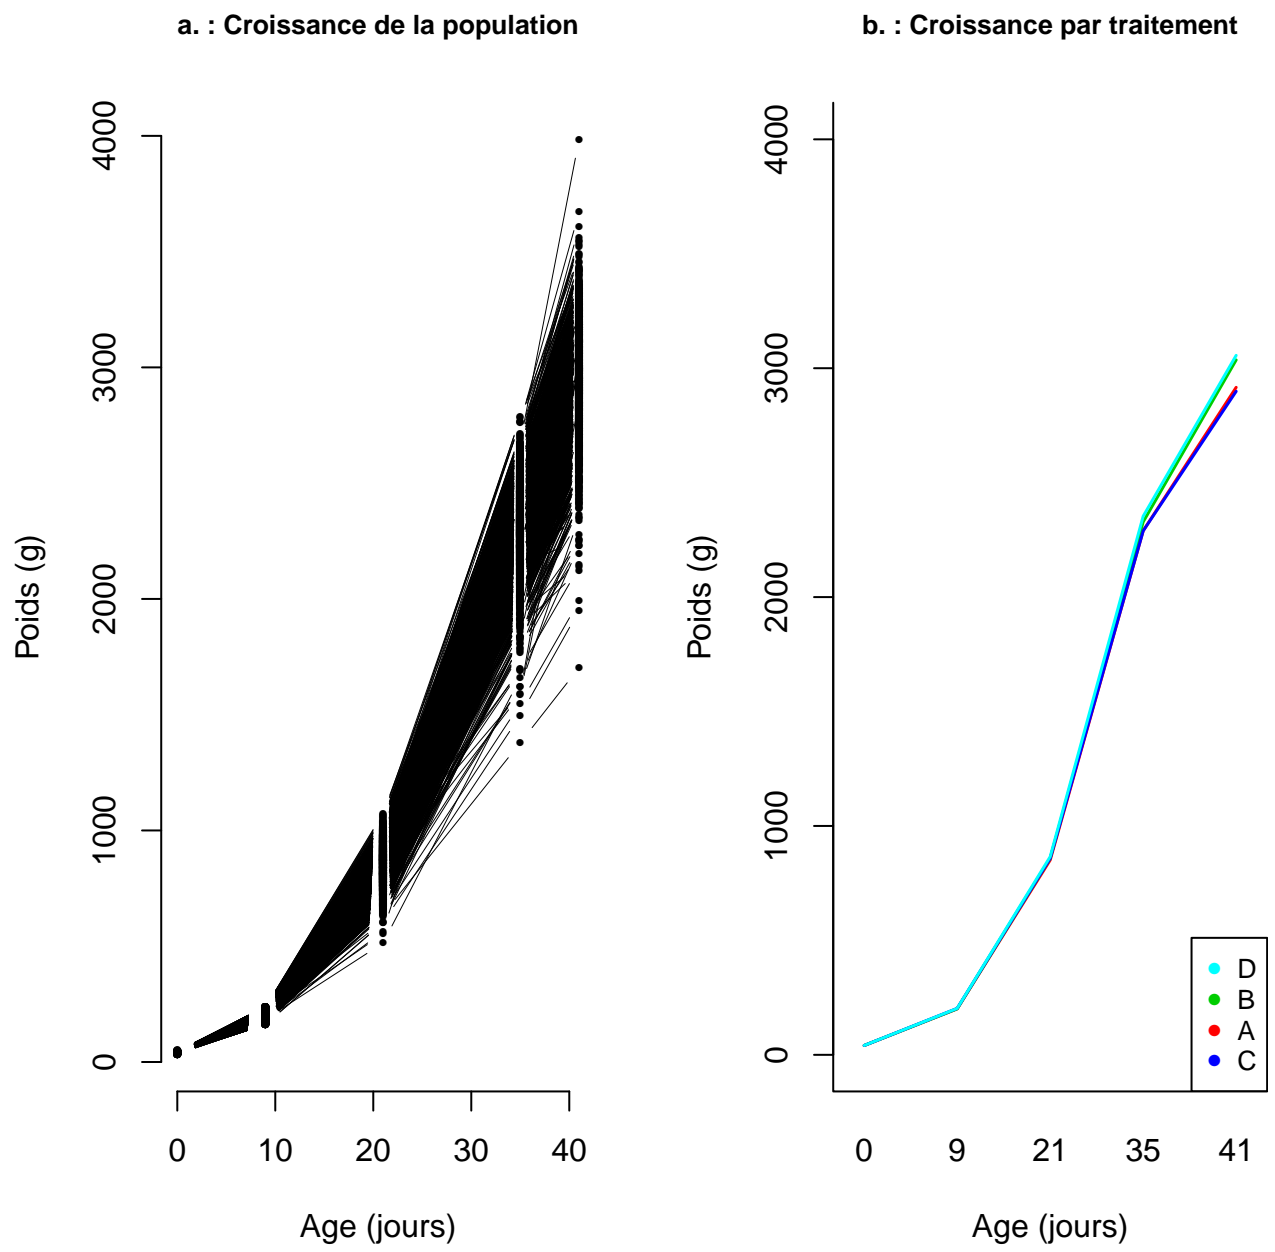 a. : Croissance de la population
Poids (g)
4000
3000
2000
1000
0
0 10 20 30 40
Age (jours)
b. : Croissance par traitement
Poids (g)
4000
3000
2000
1000
0
D
B
A
C
0 9 21 35 41
Age (jours)